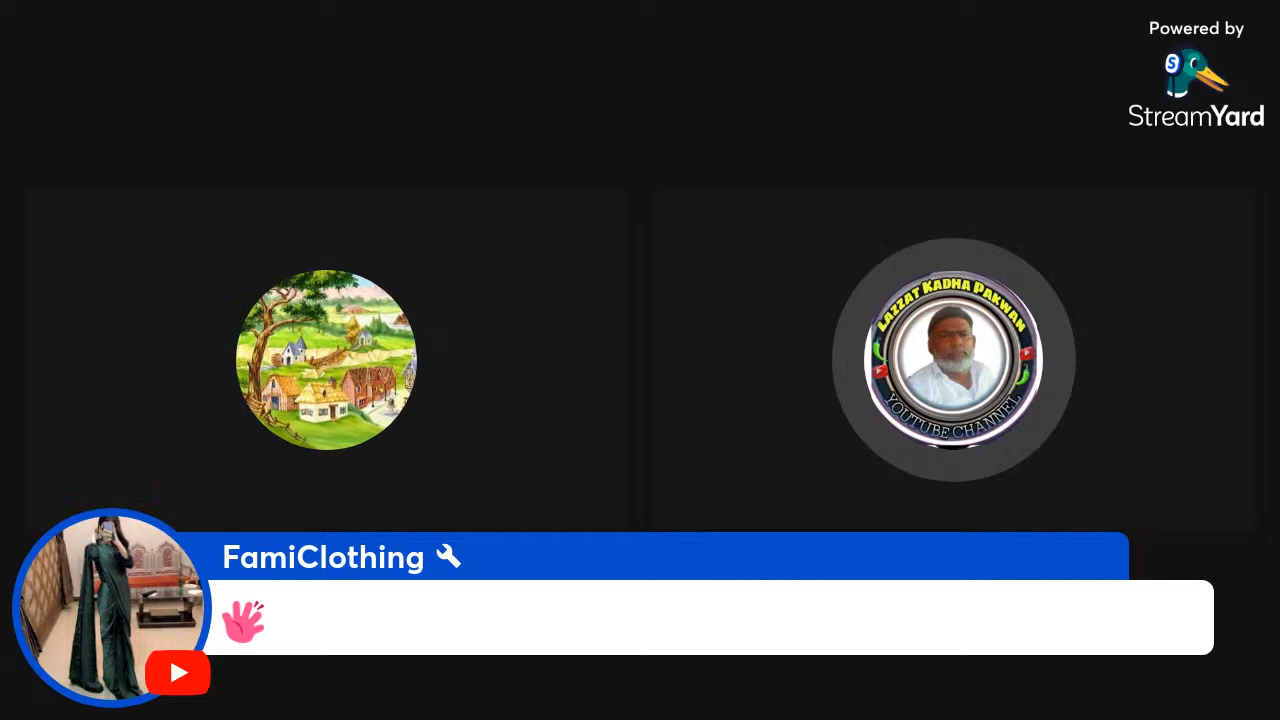 Powered by
StreamYard
LAZZAT KADHA PAKWAN
YOUTUBE CHANNEL
FamiClothing